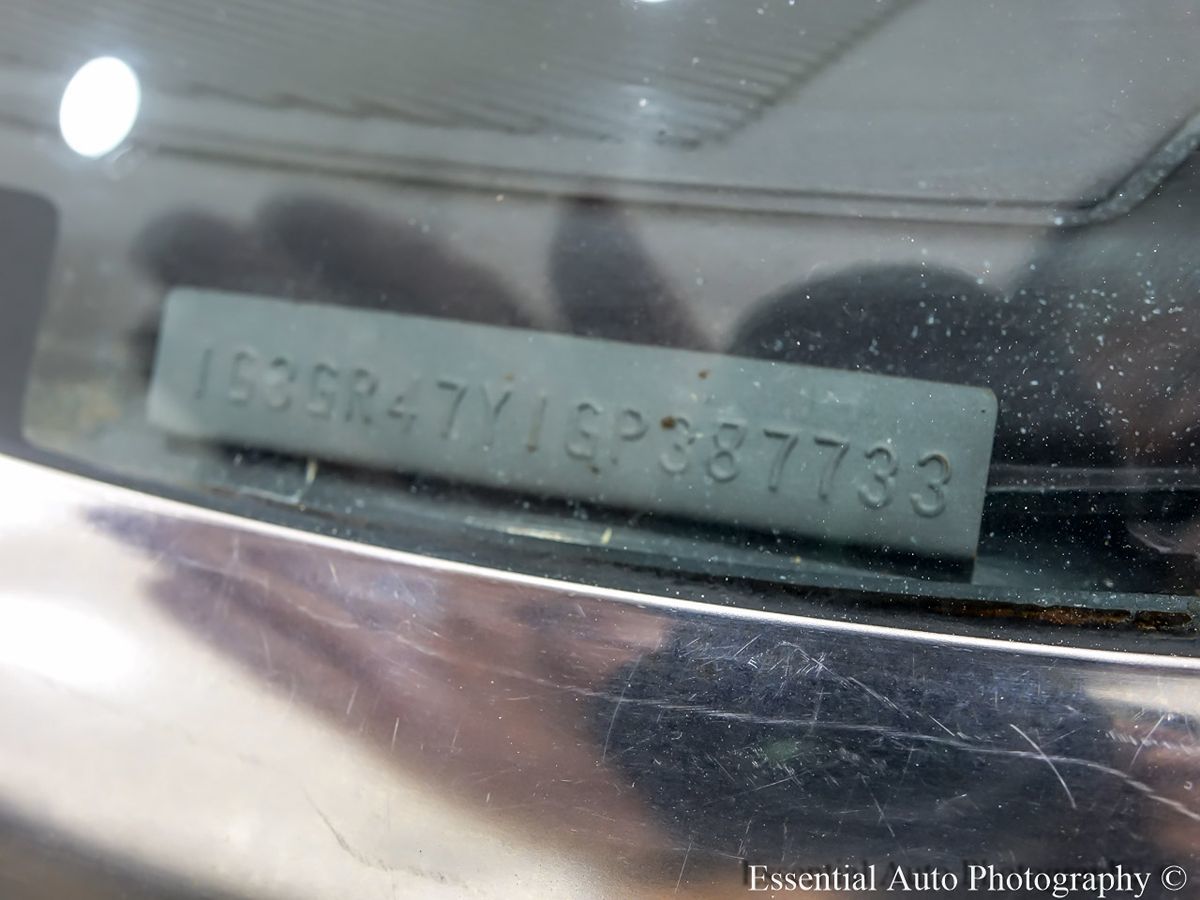 1G3GR47Y1GP387733
Essential Auto Photography ©